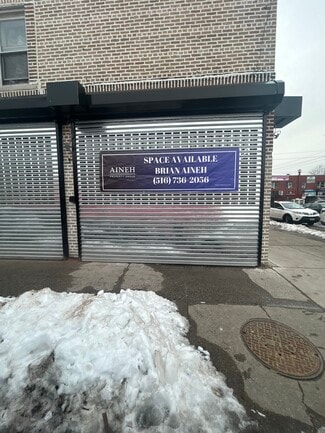 AINEH
SPACE AVAILABLE
BRIAN AINEH
(516) 736-2056